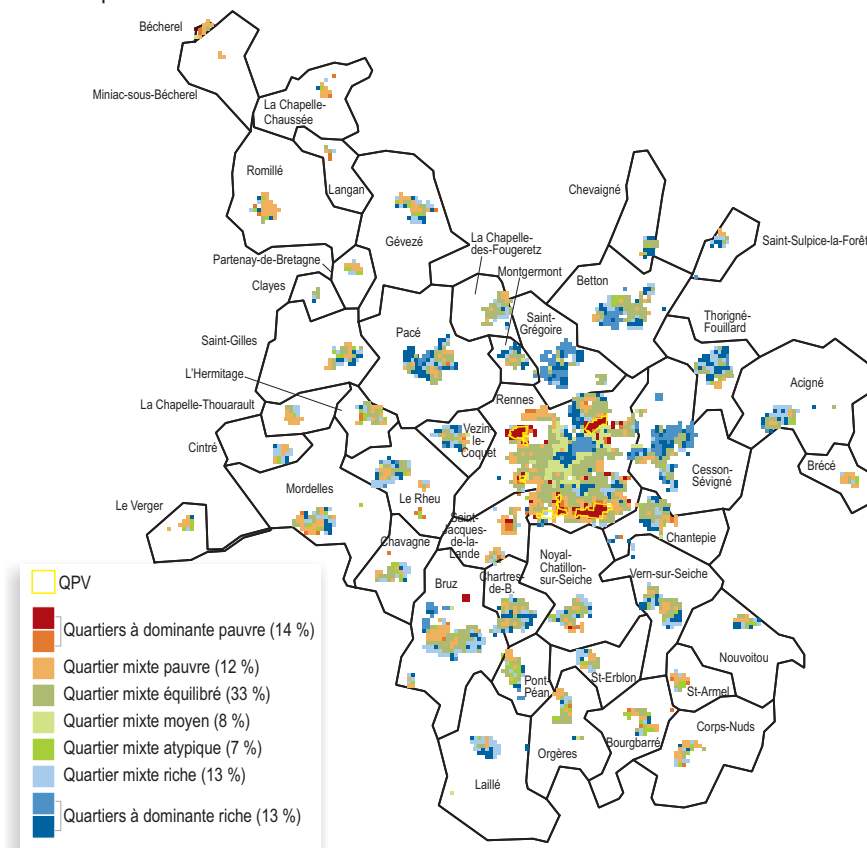 Bécherel
Miniac-sous-Bécherel
La Chapelle-
Chaussée
Romillé
Langan
Gévezé
Chevaigné
Saint-Sulpice-la-Forêt
La Chapelle-
des-Fougeretz
Partenay-de-Bretagne
Montgermont
Betton
Clayes
Saint-
Grégoire
Thorigné-
Fouillard
Saint-Gilles
Pacé
L'Hermitage
Acigné
Rennes
La Chapelle-Thouarault
Vezin-
le-
Coquet
Cintré
Cesson-
Sévigné
Brécé
Mordelles
Le Rheu
Le Verger
Saint-
Jacques-
de-la-
Lande
Chantepie
Chavagne
Noyal-
Chatillon-
sur-Seiche
Vern-sur-Seiche
Bruz
Chartres-
de-B.
Nouvoitou
Pont-
Péan
St-Erblon
St-Armel
Corps-Nuds
Bourgbarré
Orgères
Laillé
QPV
Quartiers à dominante pauvre (14 %)
Quartier mixte pauvre (12 %)
Quartier mixte équilibré (33 %)
Quartier mixte moyen (8 %)
Quartier mixte atypique (7 %)
Quartier mixte riche (13 %)
Quartiers à dominante riche (13 %)